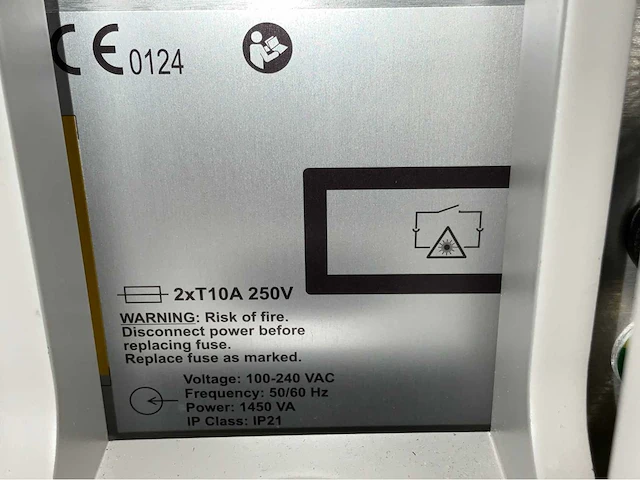 CE 0124
2xT10A 250V
WARNING: Risk of fire.
Disconnect power before
replacing fuse.
Replace fuse as marked.
Voltage: 100-240 VAC
Frequency: 50/60 Hz
Power: 1450 VA
IP Class: IP21